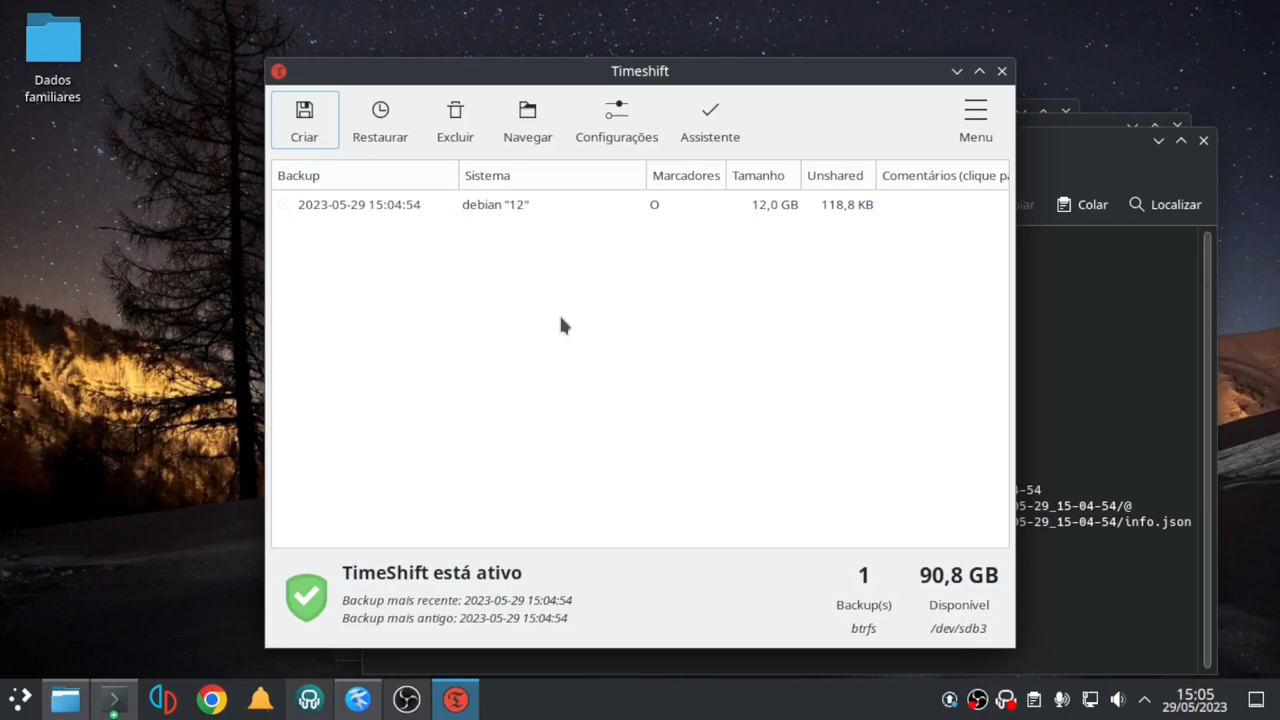 Dados
familiares
Timeshift
Criar
Restaurar
Excluir
Navegar
Configurações
Assistente
Menu
Backup
Sistema
Marcadores
Tamanho
Unshared
Comentários (clique pa
2023-05-29 15:04:54
debian "12"
O
12,0 GB
118,8 KB
TimeShift está ativo
Backup mais recente: 2023-05-29 15:04:54
Backup mais antigo: 2023-05-29 15:04:54
1
Backup(s)
btrfs
90,8 GB
Disponível
/dev/sdb3
iar
Colar
Localizar
4-54
05-29_15-04-54/@
05-29_15-04-54/info.json
15:05
29/05/2023